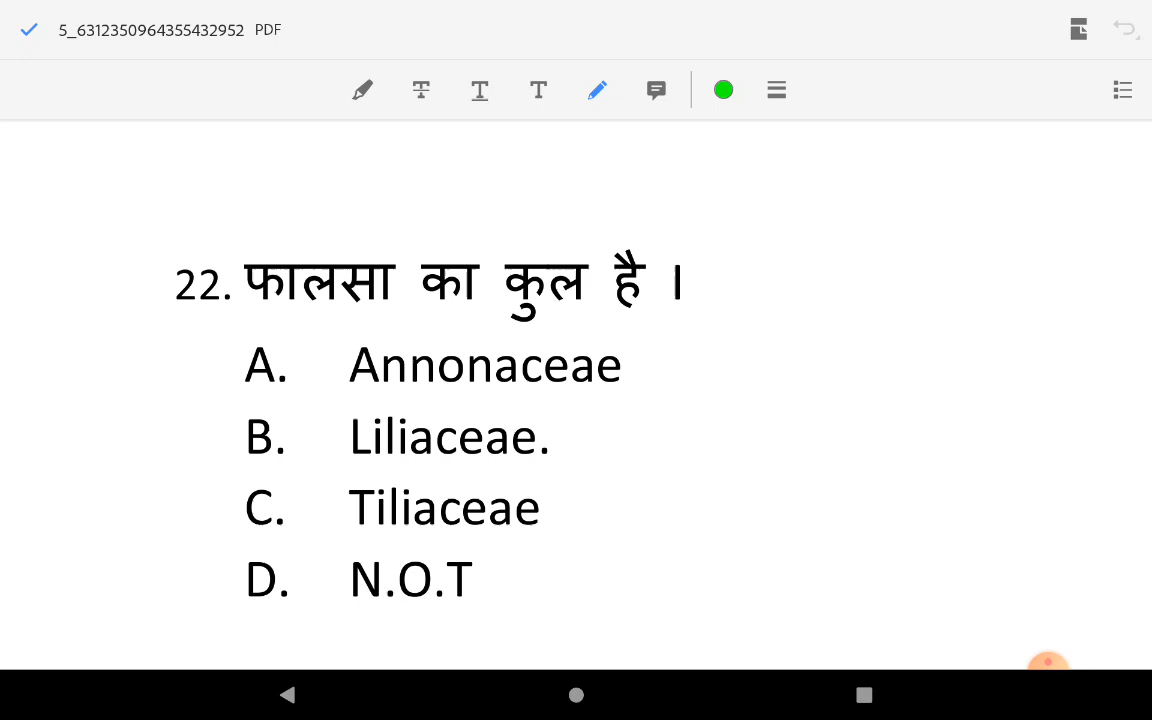 5_6312350964355432952 PDF
22. फालसा का कुल है ।
A. Annonaceae
B. Liliaceae.
C. Tiliaceae
D. N.O.T